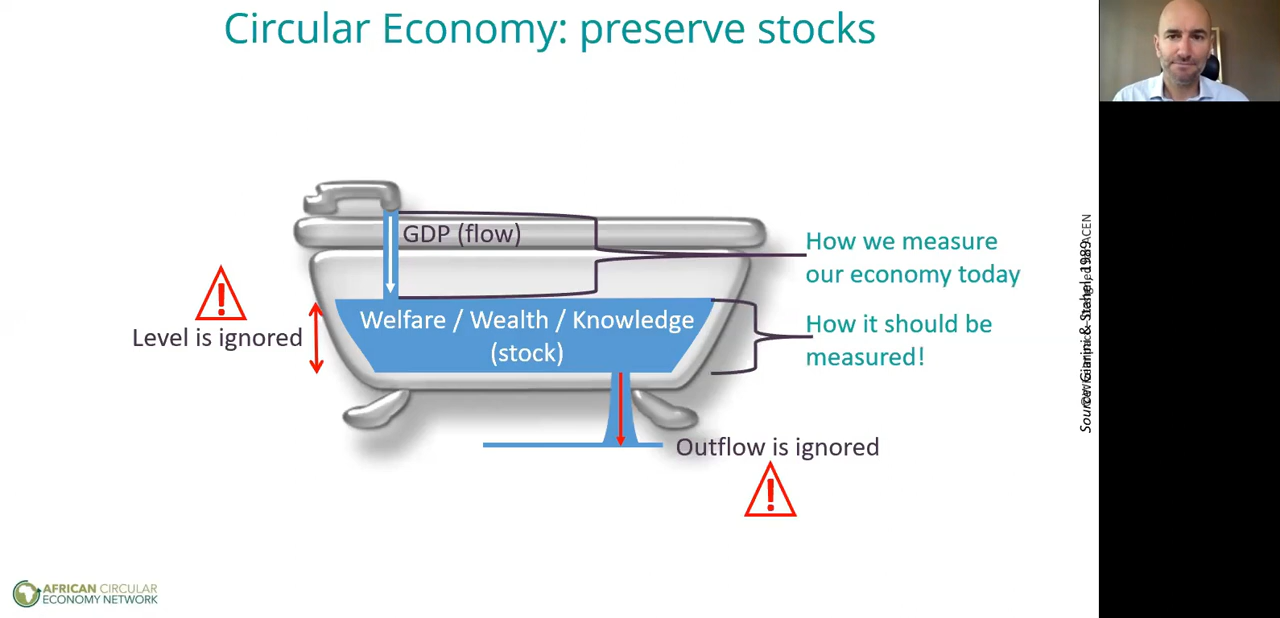 Circular Economy: preserve stocks
GDP (flow)
How we measure
our economy today
Level is ignored
Welfare / Wealth / Knowledge
(stock)
How it should be
measured!
Outflow is ignored
Source: Giarini & Stahel, 1989
ACEN
AFRICAN CIRCULAR
ECONOMY NETWORK